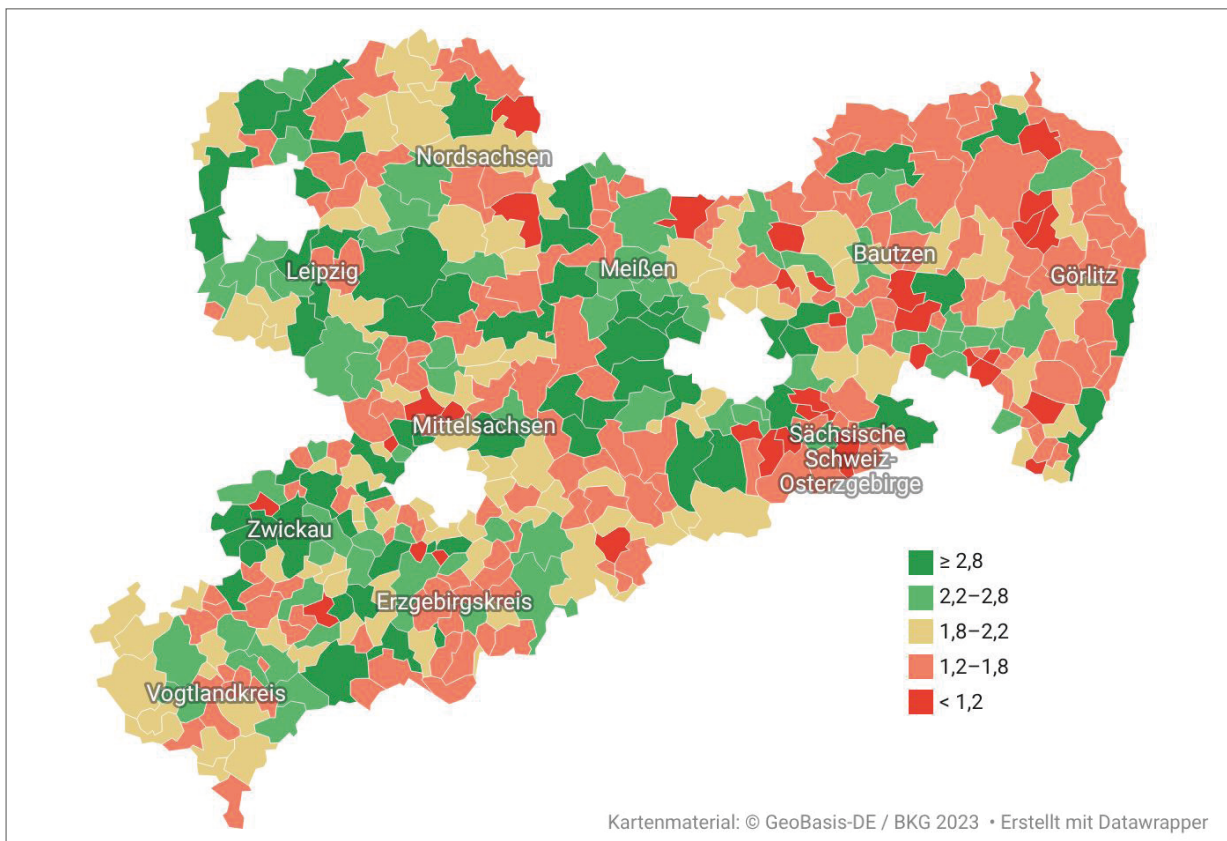 Nordsachsen
Leipzig
Meißen
Bautzen
Görlitz
Mittelsachsen
Sächsische
Schweiz-
Osterzgebirge
Zwickau
Erzgebirgskreis
Vogtlandkreis
≥ 2,8
2,2–2,8
1,8–2,2
1,2–1,8
< 1,2
Kartenmaterial: © GeoBasis-DE / BKG 2023 • Erstellt mit Datawrapper